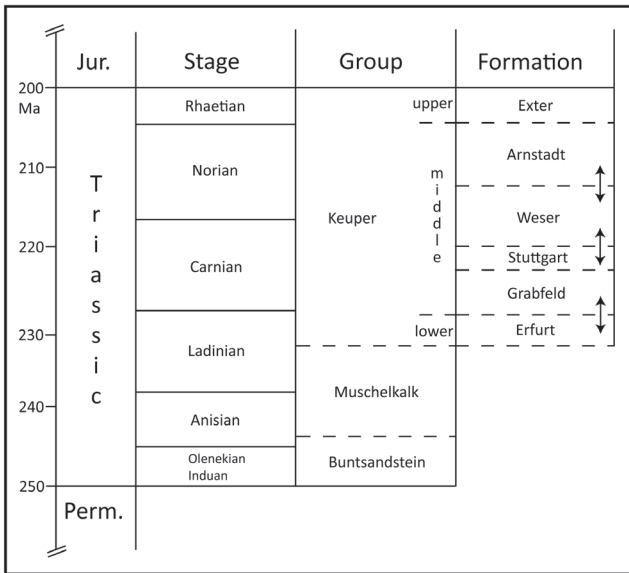 Jur. Stage Group Formation
200
Ma
Rhaetian upper Exter
Arnstadt
210 Norian
Triassic
middle
Keuper Weser
220
Stuttgart
Carnian
Grabfeld
230 lower Erfurt
Ladinian
Muschelkalk
240
Anisian
Olenekian Buntsandstein
Induan
250
Perm.